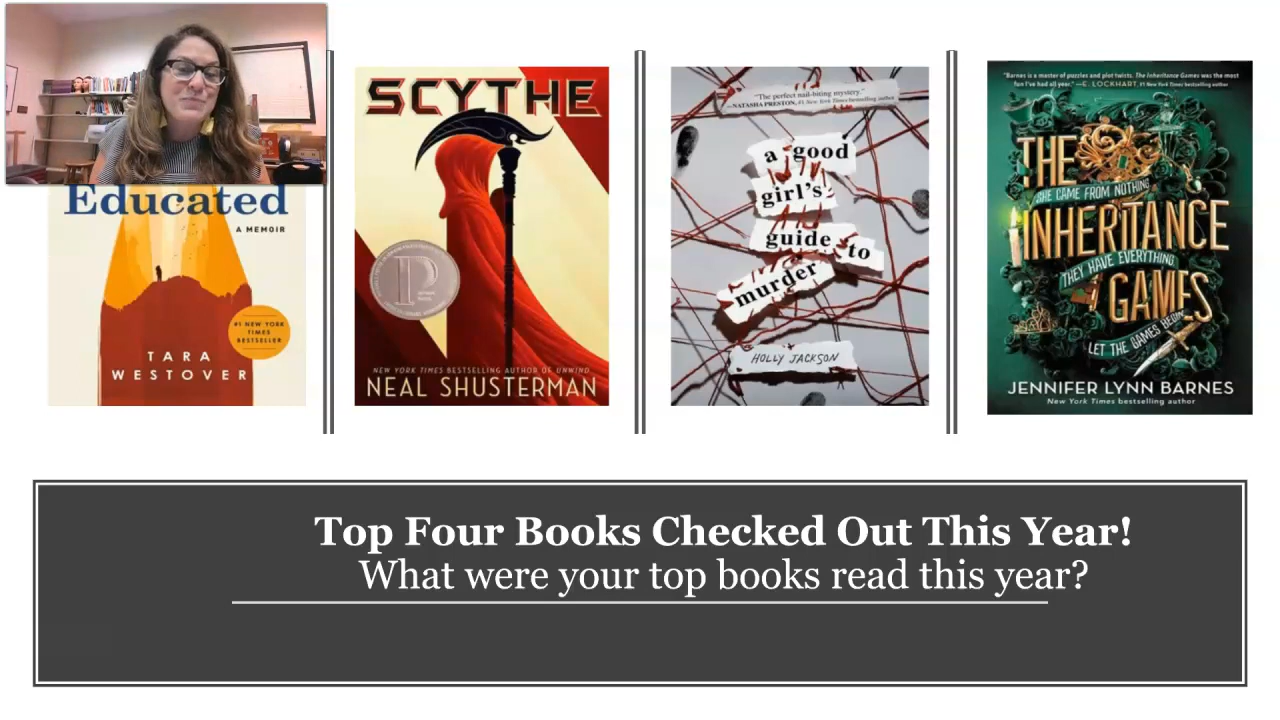 Educated
A MEMOIR
#1 NEW YORK
TIMES
BESTSELLER
TARA
WESTOVER
SCYTHE
P
NEW YORK TIMES BESTSELLING AUTHOR OF UNWIND
NEAL SHUSTERMAN
"The perfect nail-biting mystery."
—NATASHA PRESTON, #1 New York Times bestselling author
a good
girl's
guide to
murder
HOLLY JACKSON
"Barnes is a master of puzzles and plot twists. The Inheritance Games was the most
fun I've had all year." —E. LOCKHART, #1 New York Times bestselling author
THE
SHE CAME FROM NOTHING
INHERITANCE
THEY HAVE EVERYTHING
GAMES
LET THE GAMES BEGIN
JENNIFER LYNN BARNES
New York Times bestselling author
Top Four Books Checked Out This Year!
What were your top books read this year?